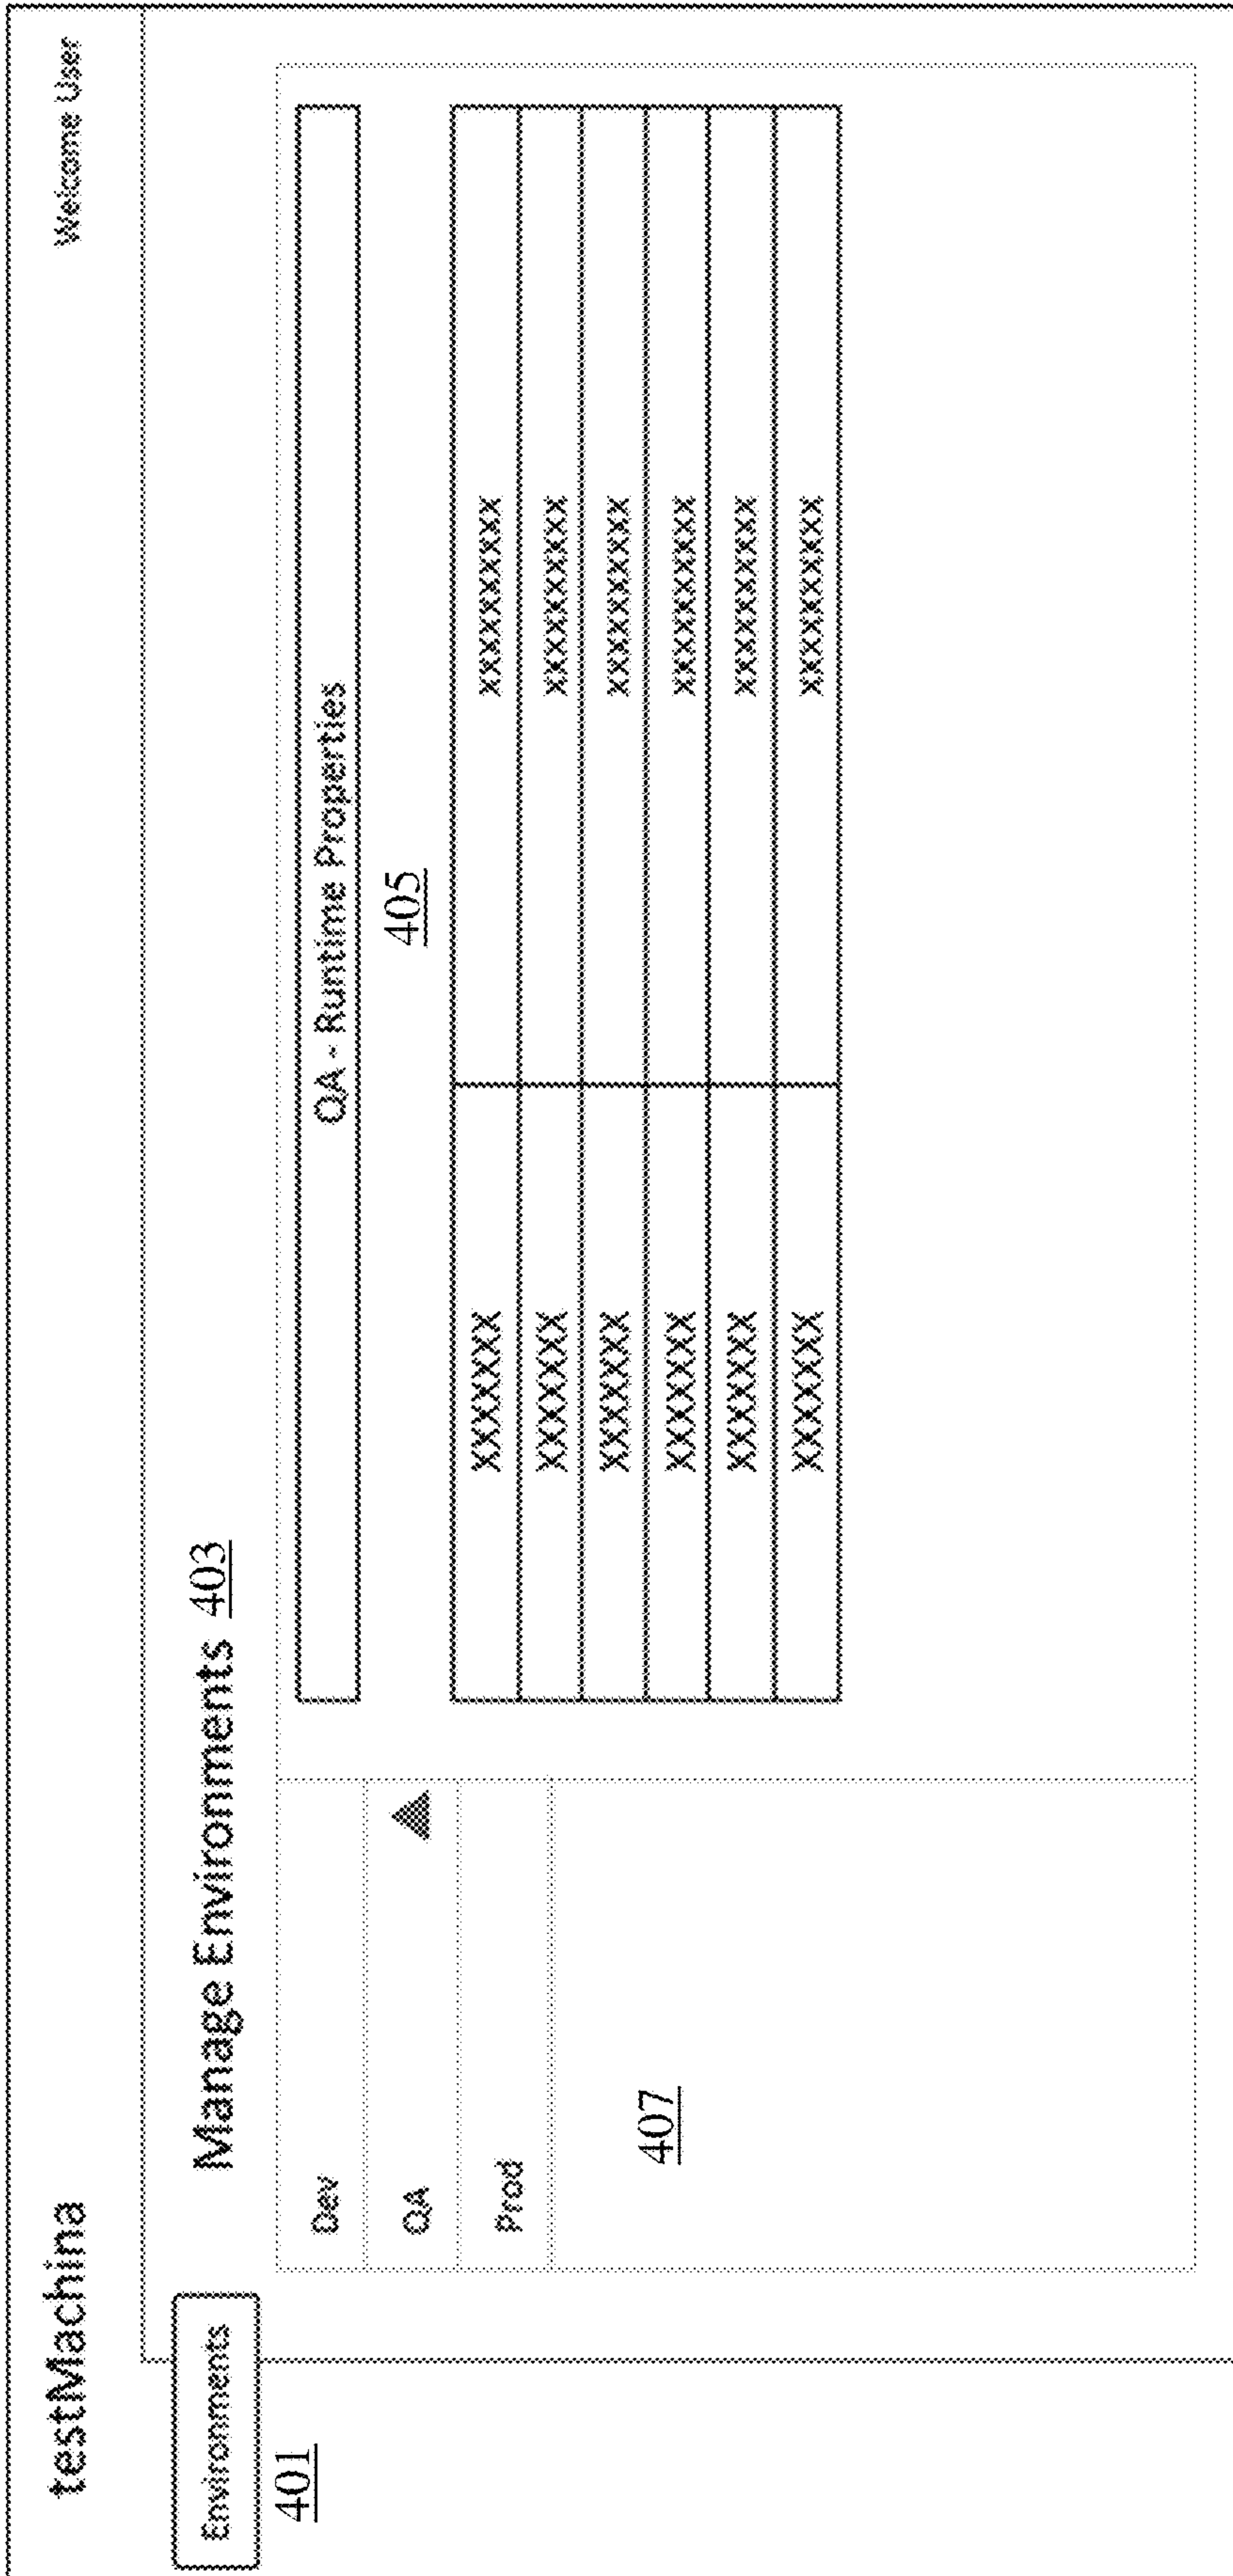 testMachina
Welcome User
Environments
401
Manage Environments 403
Dev
QA
Prod
407
QA - Runtime Properties
405
XXXXXXX xxxxxxxxxx
XXXXXXX xxxxxxxxxx
XXXXXXX xxxxxxxxxx
XXXXXXX xxxxxxxxxx
XXXXXXX xxxxxxxxxx
XXXXXXX xxxxxxxxxx